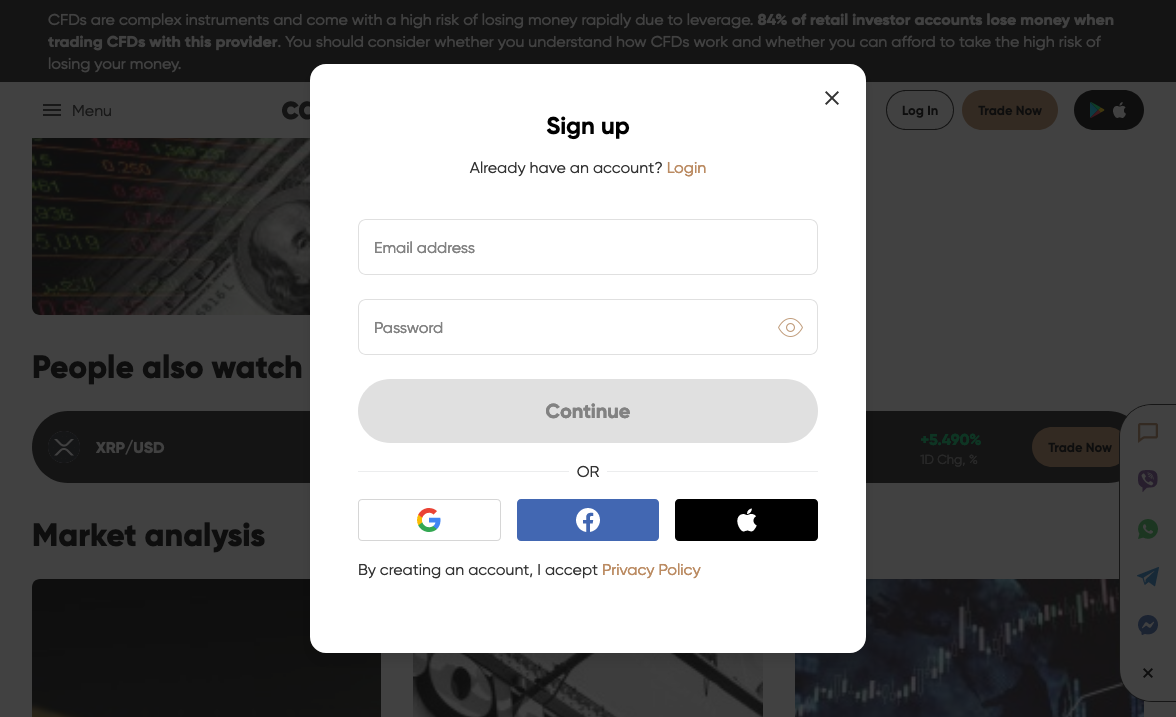 CFDs are complex instruments and come with a high risk of losing money rapidly due to leverage. 84% of retail investor accounts lose money when
trading CFDs with this provider. You should consider whether you understand how CFDs work and whether you can afford to take the high risk of
losing your money.
Menu
Log In
Trade Now
Sign up
Already have an account? Login
Email address
Password
Continue
OR
By creating an account, I accept Privacy Policy
People also watch
XRP/USD
+5.490%
1D Chg, %
Trade Now
Market analysis